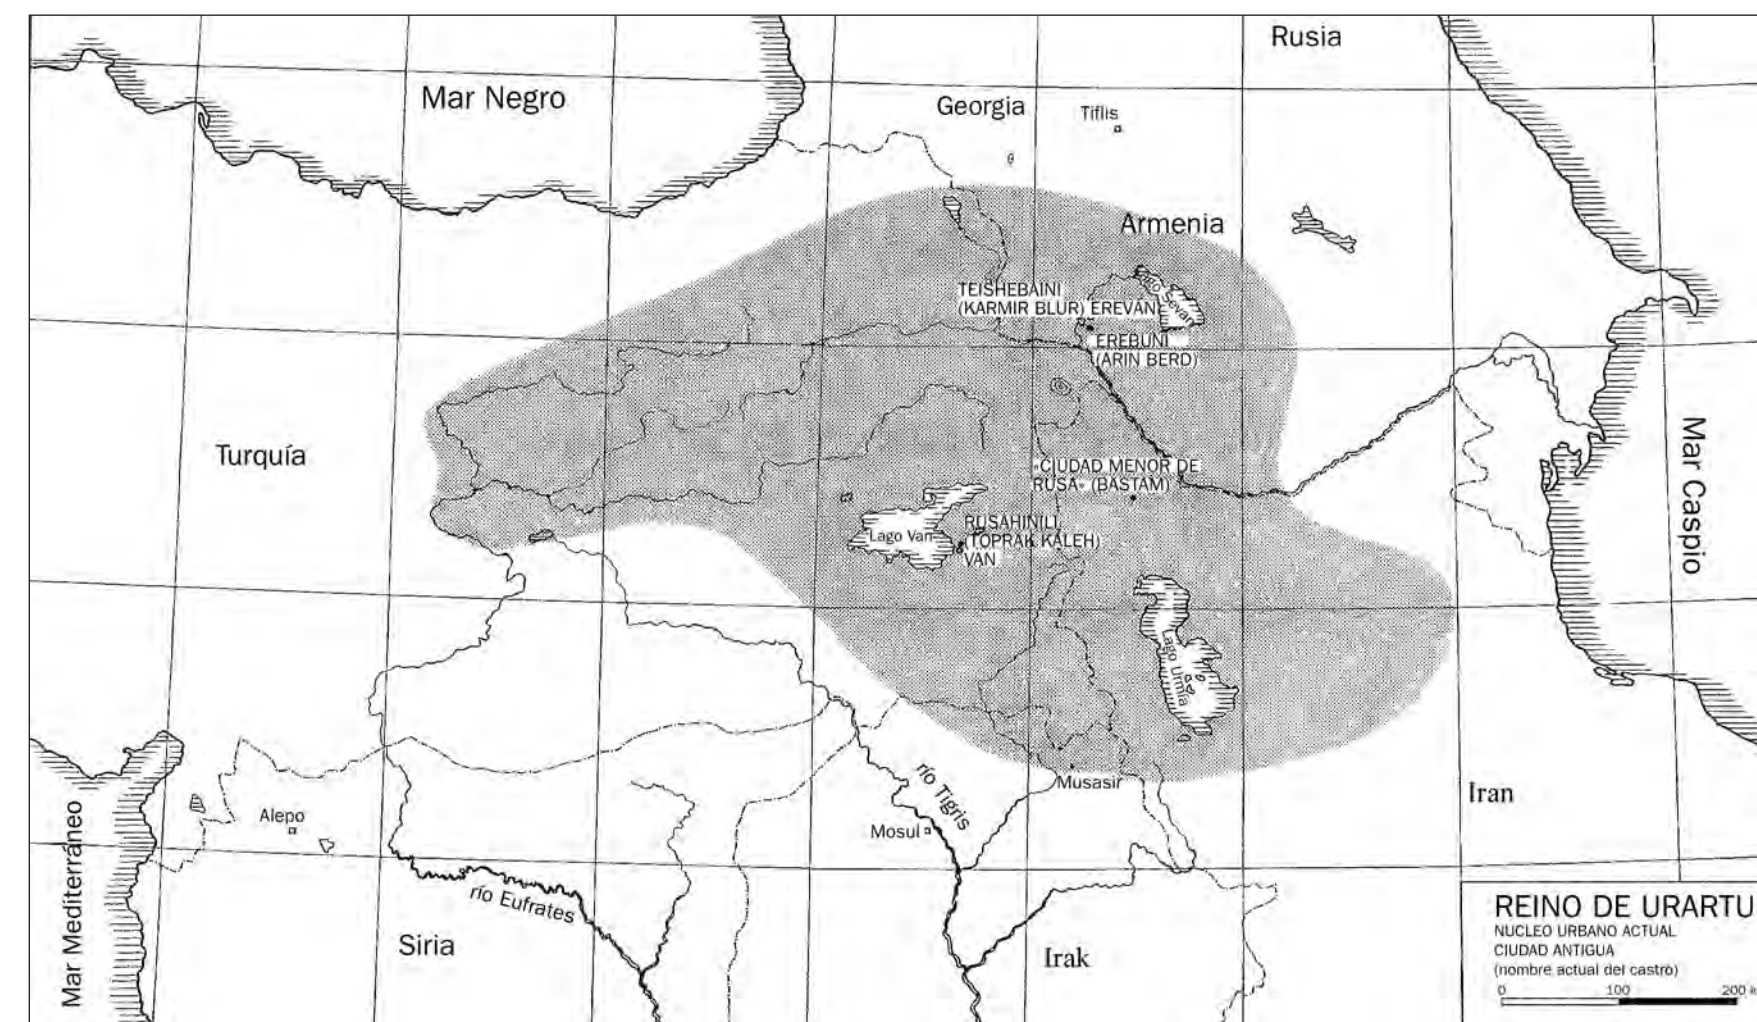 Rusia
Mar Negro
Georgia
Tiflis
Armenia
Lago Sevan
TEISHEBAINI
(KARMIR BLUR) EREVAN
EREBUNI
(ARIN BERD)
Turquía
Mar Caspio
«CIUDAD MENOR DE
RUSA» (BASTAM)
RUSAHINILI
(TOPRAK KALEH)
VAN
Lago Van
Lago Urmia
río Tigris
Musasir
Iran
Alepo
Mosul
Mar Mediterráneo
río Eufrates
Siria
Irak
REINO DE URARTU
NUCLEO URBANO ACTUAL
CIUDAD ANTIGUA
(nombre actual del castro)
0 100 200